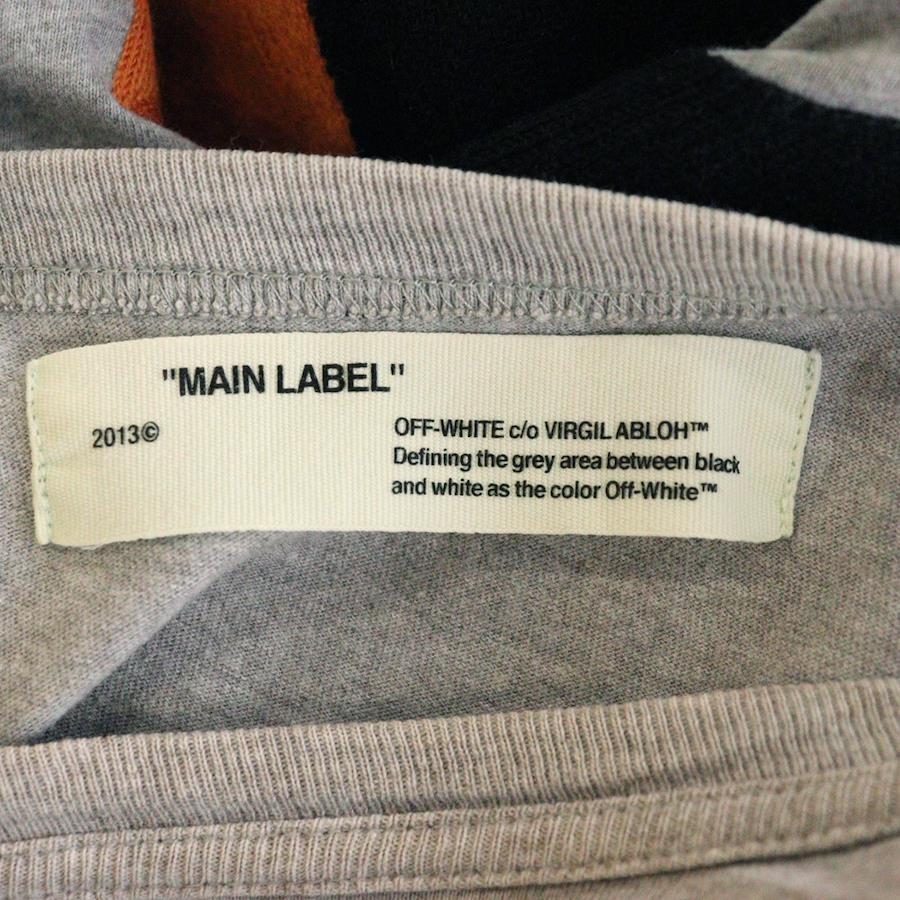 "MAIN LABEL"
2013©
OFF-WHITE c/o VIRGIL ABLOH™
Defining the grey area between black
and white as the color Off-White™